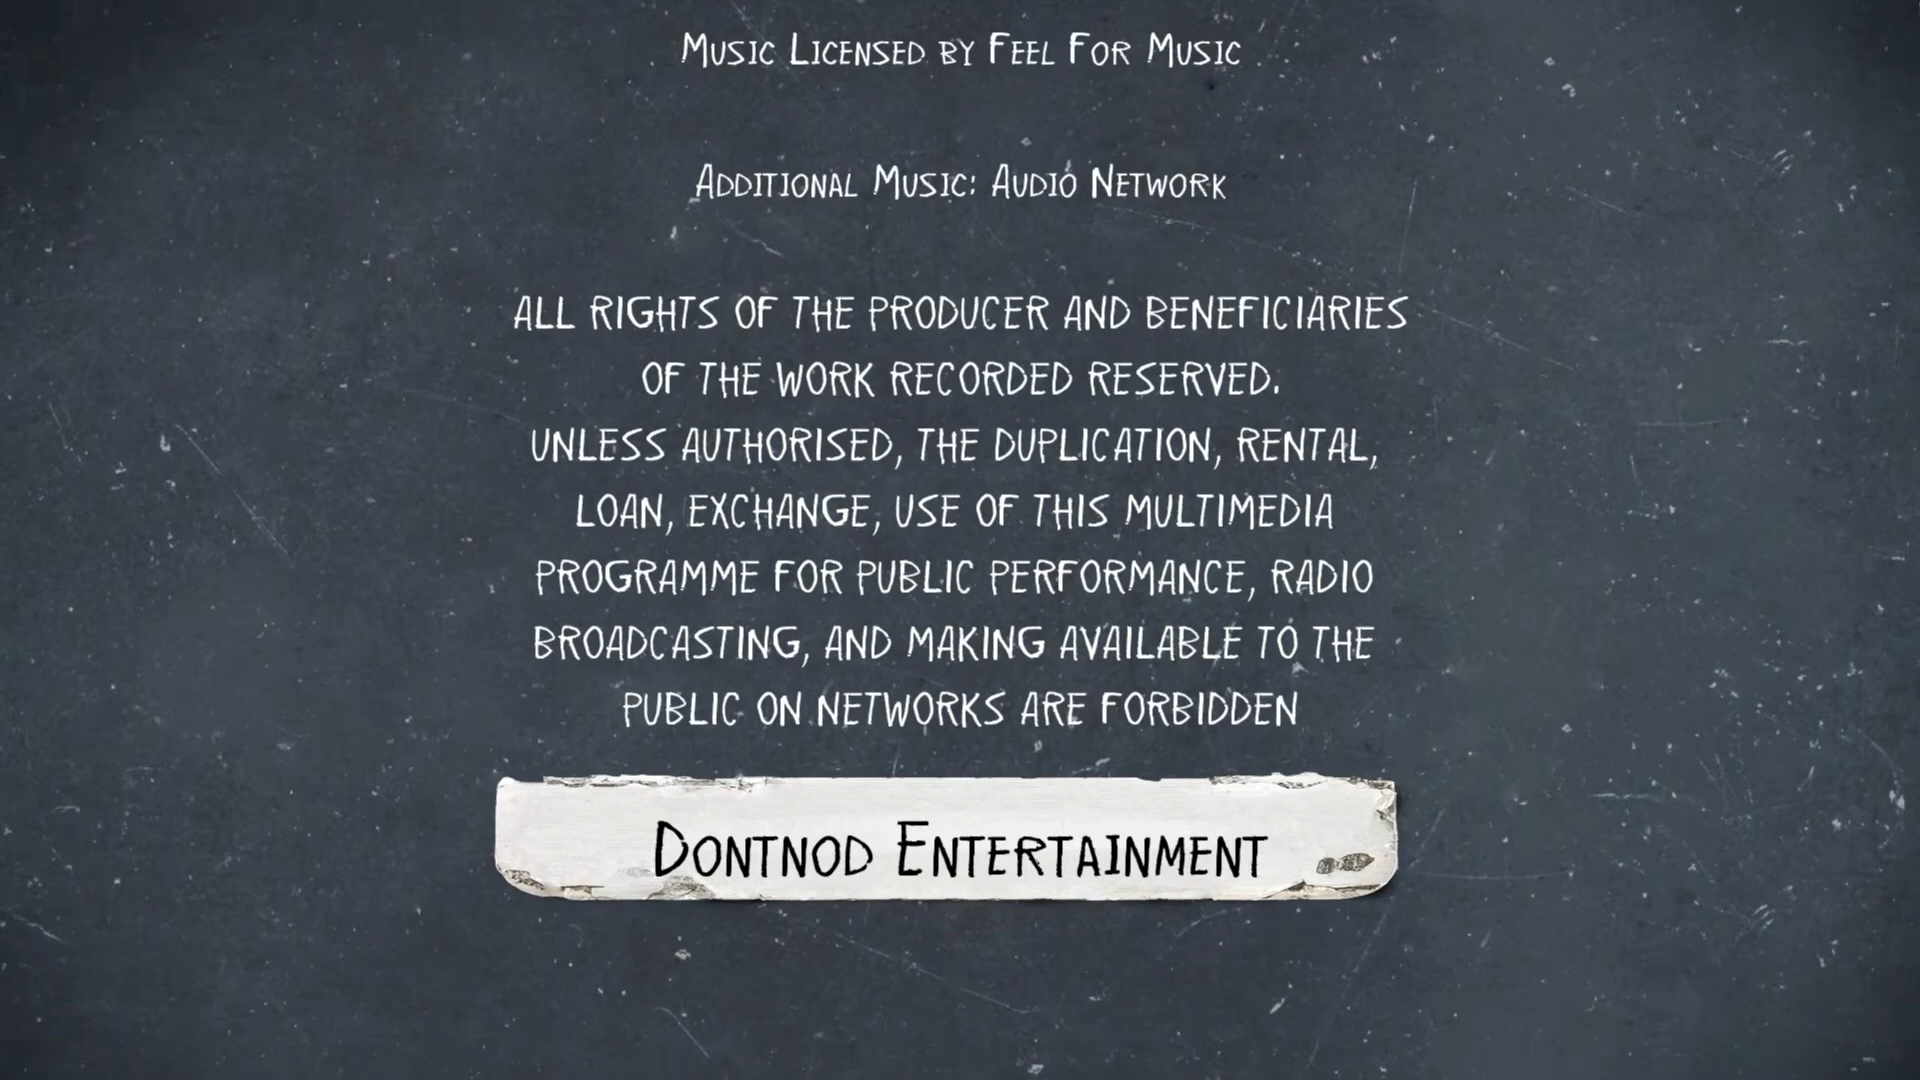 Music Licensed by Feel For Music
Additional Music: Audio Network
ALL RIGHTS OF THE PRODUCER AND BENEFICIARIES
OF THE WORK RECORDED RESERVED.
UNLESS AUTHORISED, THE DUPLICATION, RENTAL,
LOAN, EXCHANGE, USE OF THIS MULTIMEDIA
PROGRAMME FOR PUBLIC PERFORMANCE, RADIO
BROADCASTING, AND MAKING AVAILABLE TO THE
PUBLIC ON NETWORKS ARE FORBIDDEN
Dontnod Entertainment